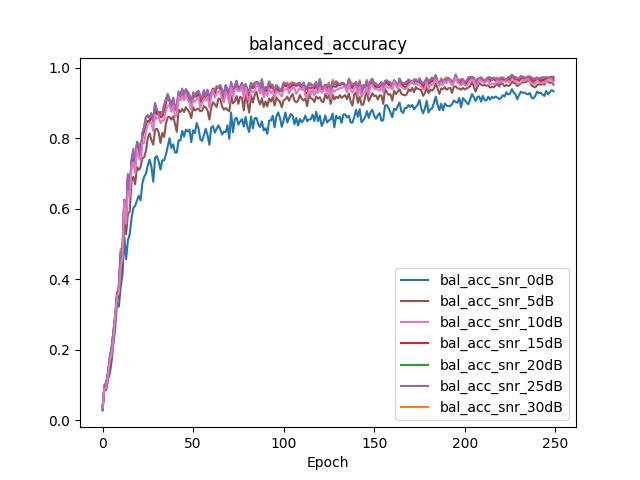 balanced_accuracy
1.0
0.8
0.6
0.4
0.2
0.0
0 50 100 150 200 250
Epoch
bal_acc_snr_0dB
bal_acc_snr_5dB
bal_acc_snr_10dB
bal_acc_snr_15dB
bal_acc_snr_20dB
bal_acc_snr_25dB
bal_acc_snr_30dB